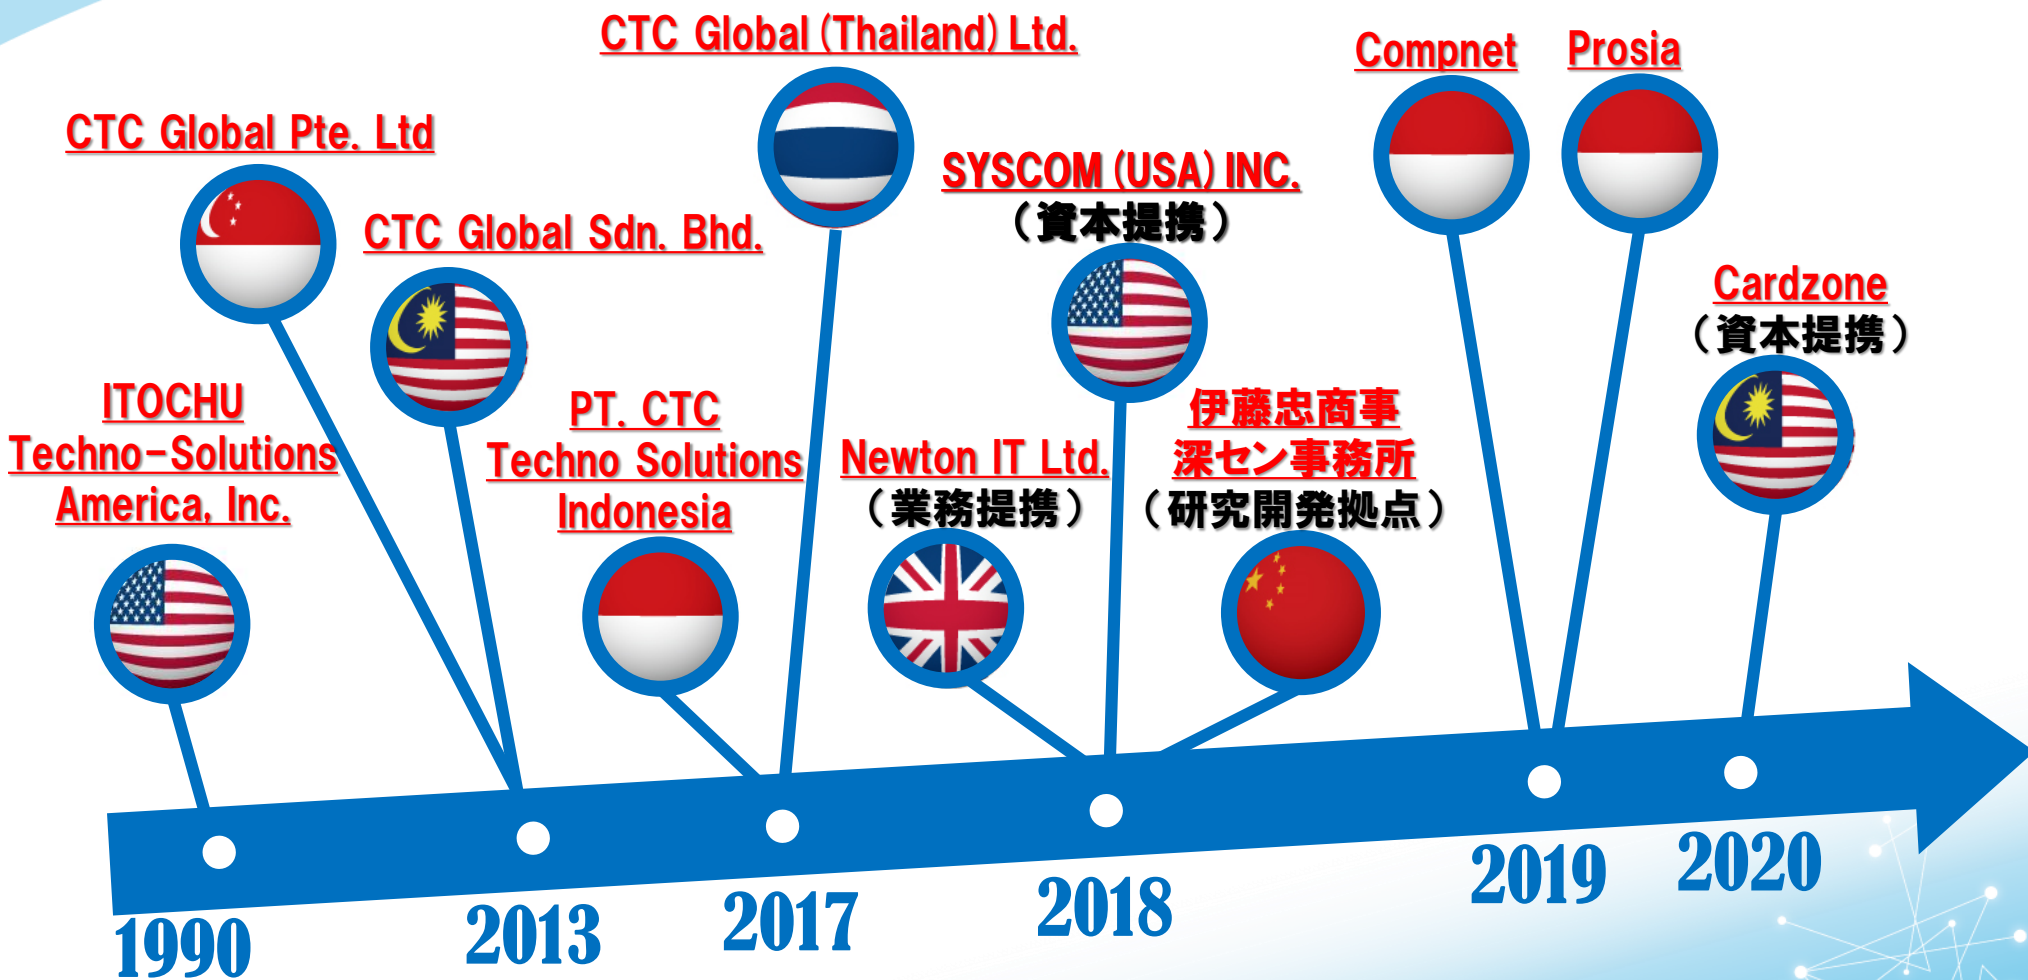 CTC Global (Thailand) Ltd.
Compnet
Prosia
CTC Global Pte. Ltd
SYSCOM (USA) INC.
(資本提携)
CTC Global Sdn. Bhd.
Cardzone
(資本提携)
ITOCHU
Techno-Solutions
America, Inc.
PT. CTC
Techno Solutions
Indonesia
Newton IT Ltd.
(業務提携)
伊藤忠商事
深セン事務所
(研究開発拠点)
1990
2013
2017
2018
2019
2020